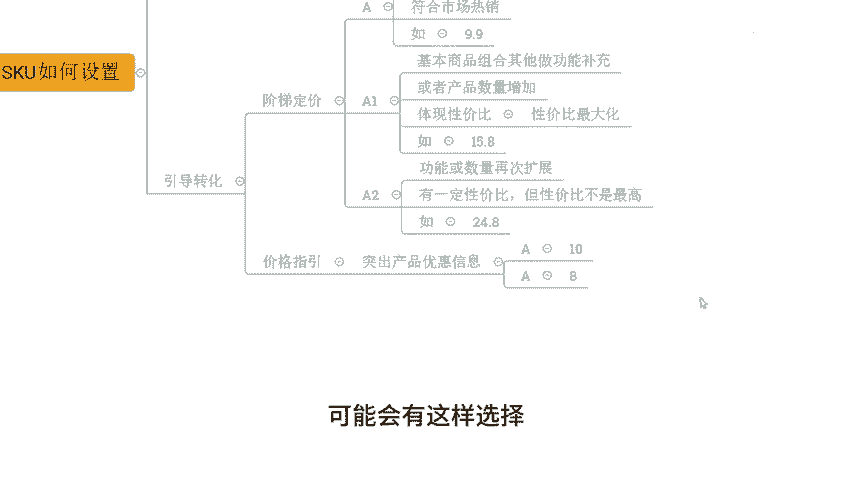 A 符合市场热销
如 9.9
SKU如何设置
基本商品组合其他做功能补充
或者产品数量增加
阶梯定价 A1
体现性价比 性价比最大化
如 15.8
功能或数量再次扩展
引导转化
A2 有一定性价比，但性价比不是最高
如 24.8
A 10
价格指引 突出产品优惠信息
A 8
可能会有这样选择